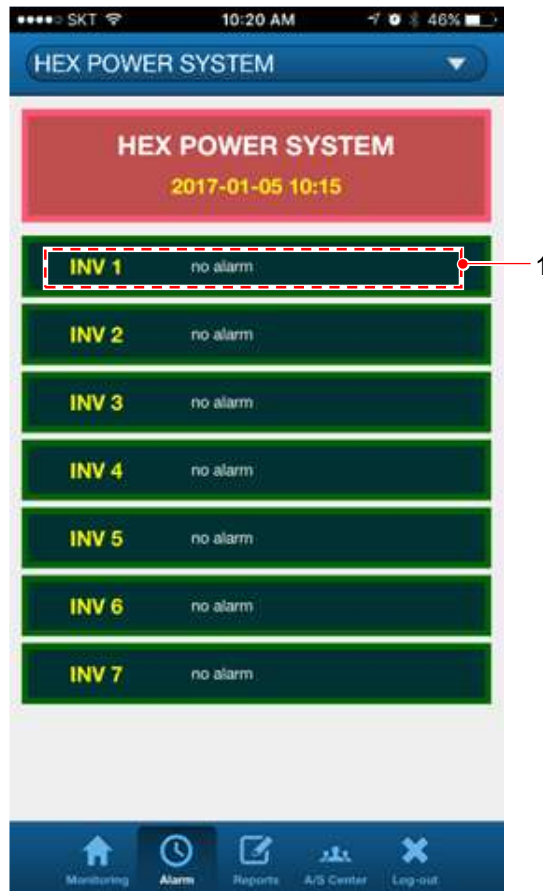 SKT 10:20 AM 46%
HEX POWER SYSTEM
HEX POWER SYSTEM
2017-01-05 10:15
INV 1 no alarm 1
INV 2 no alarm
INV 3 no alarm
INV 4 no alarm
INV 5 no alarm
INV 6 no alarm
INV 7 no alarm
Monitoring Alarm Reports A/S Center Log-out